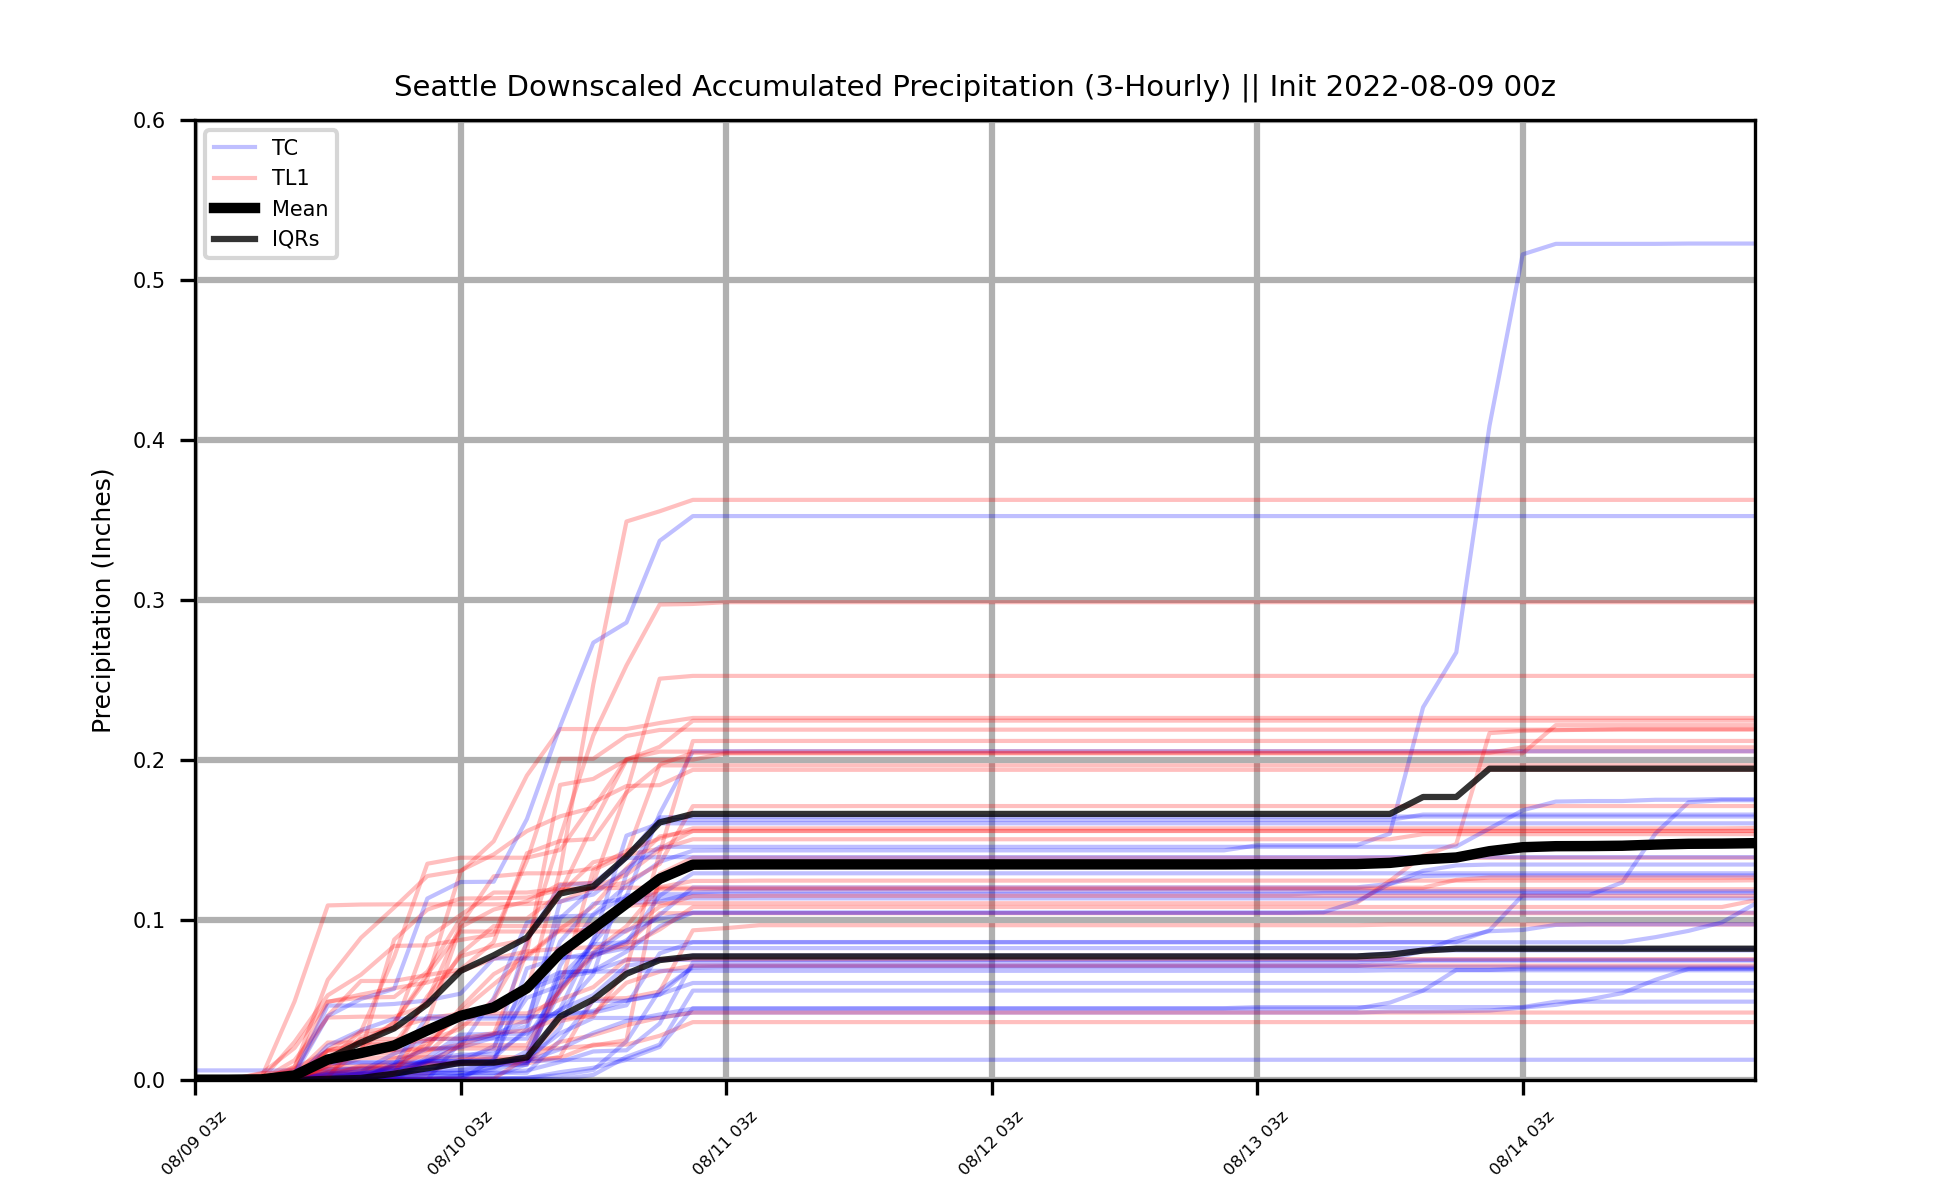 Seattle Downscaled Accumulated Precipitation (3-Hourly) || Init 2022-08-09 00z
TC
TL1
Mean
IQRs
Precipitation (Inches)
0.6
0.5
0.4
0.3
0.2
0.1
0.0
08/09 03z
08/10 03z
08/11 03z
08/12 03z
08/13 03z
08/14 03z